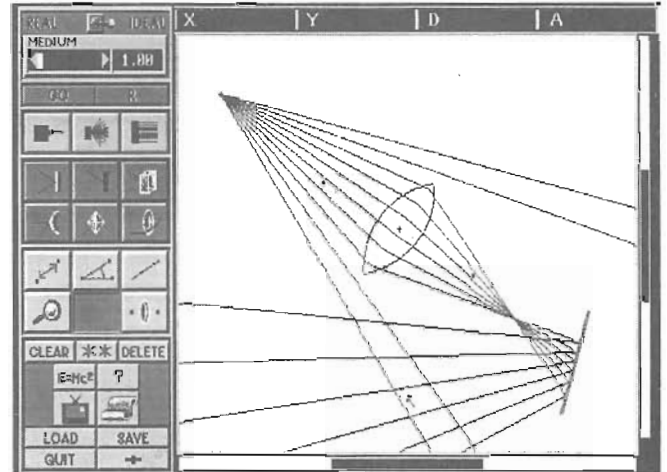 REAL IDEAL
X Y D A
MEDIUM
1.00
GO R
CLEAR ** DELETE
E=Mc² ?
LOAD SAVE
QUIT